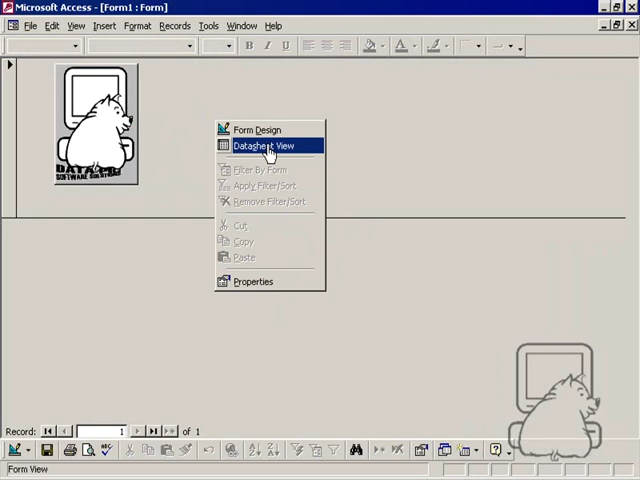 Microsoft Access - [Form1 : Form]
File Edit View Insert Format Records Tools Window Help
B I U
A
DATA PIG
SOFTWARE SOLUTIONS
Form Design
Datasheet View
Filter By Form
Apply Filter/Sort
Remove Filter/Sort
Cut
Copy
Paste
Properties
Record: 1 of 1
Form View